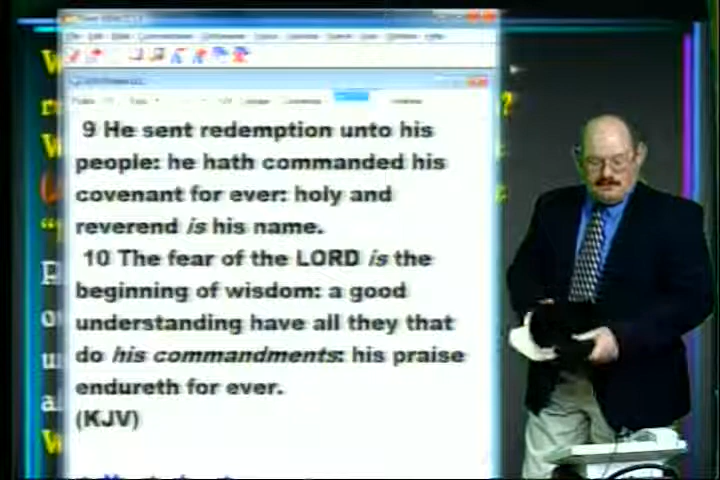 9 He sent redemption unto his
people: he hath commanded his
covenant for ever: holy and
reverend is his name.
10 The fear of the LORD is the
beginning of wisdom: a good
understanding have all they that
do his commandments: his praise
endureth for ever.
(KJV)